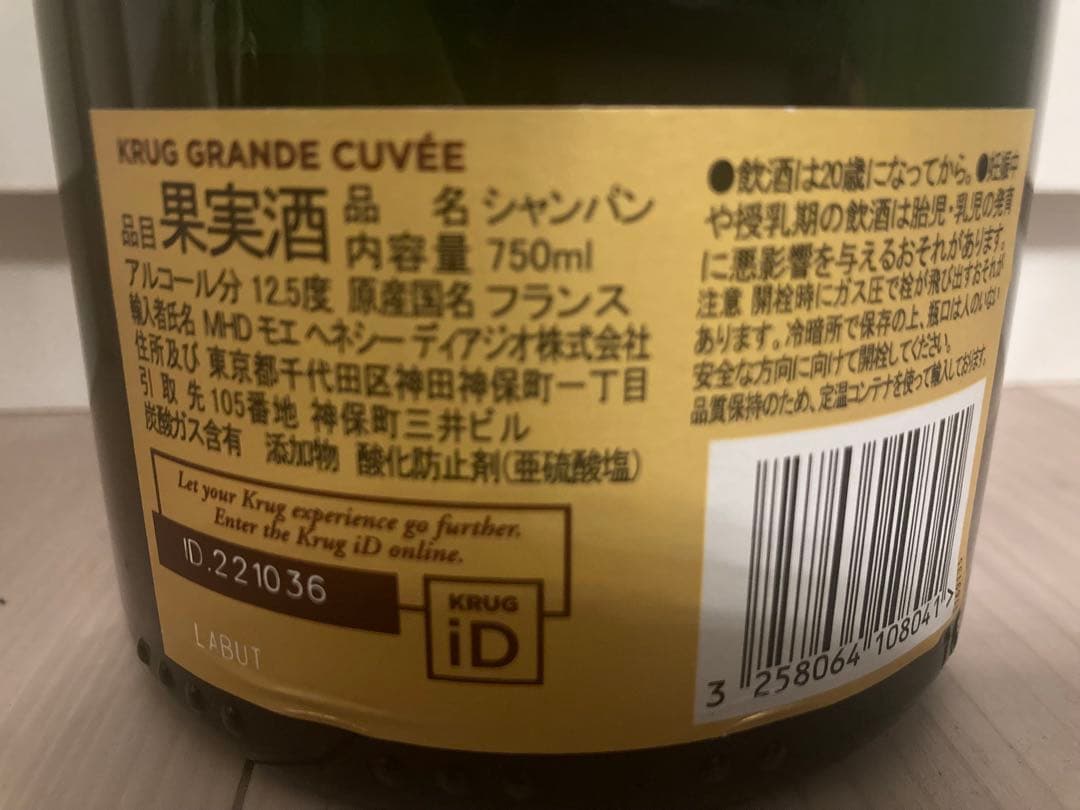 KRUG GRANDE CUVÉE
品目 果実酒 品 名 シャンパン
内容量 750ml
アルコール分 12.5度 原産国名 フランス
輸入者氏名 MHD モエ ヘネシー ディアジオ株式会社
住所及び 東京都千代田区神田神保町一丁目
引取先 105番地 神保町三井ビル
炭酸ガス含有 添加物 酸化防止剤(亜硫酸塩)
Let your Krug experience go further.
Enter the Krug iD online.
ID.221036
KRUG
iD
LABUT
●飲酒は20歳になってから。●妊娠中
や授乳期の飲酒は胎児・乳児の発育
に悪影響を与えるおそれがあります。
注意 開栓時にガス圧で栓が飛び出すおそれが
あります。冷暗所で保存の上、瓶口は人のいない
安全な方向に向けて開栓してください。
品質保持のため、定温コンテナを使って輸入しております。
3 258064 108041 >